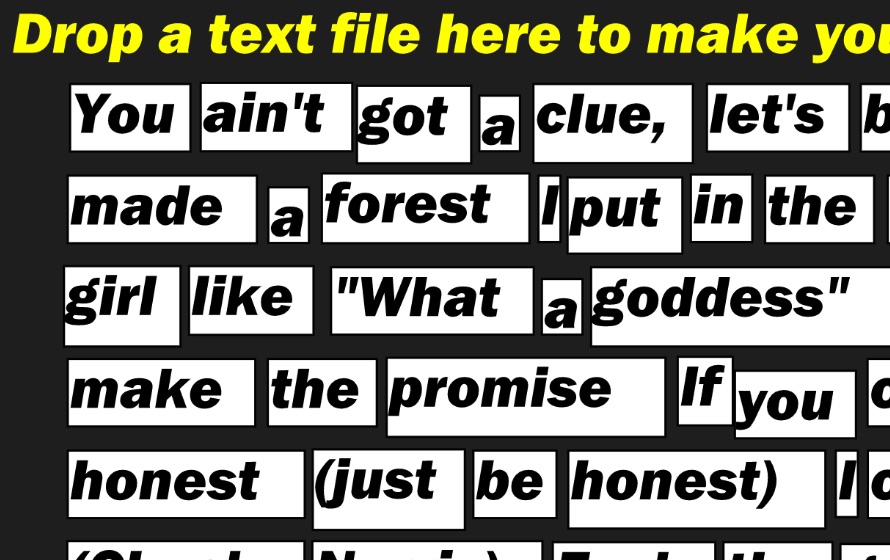 Drop a text file here to make
You ain't got a clue, let's
made a forest I put in the
girl like "What a goddess"
make the promise If you
honest (just be honest) I